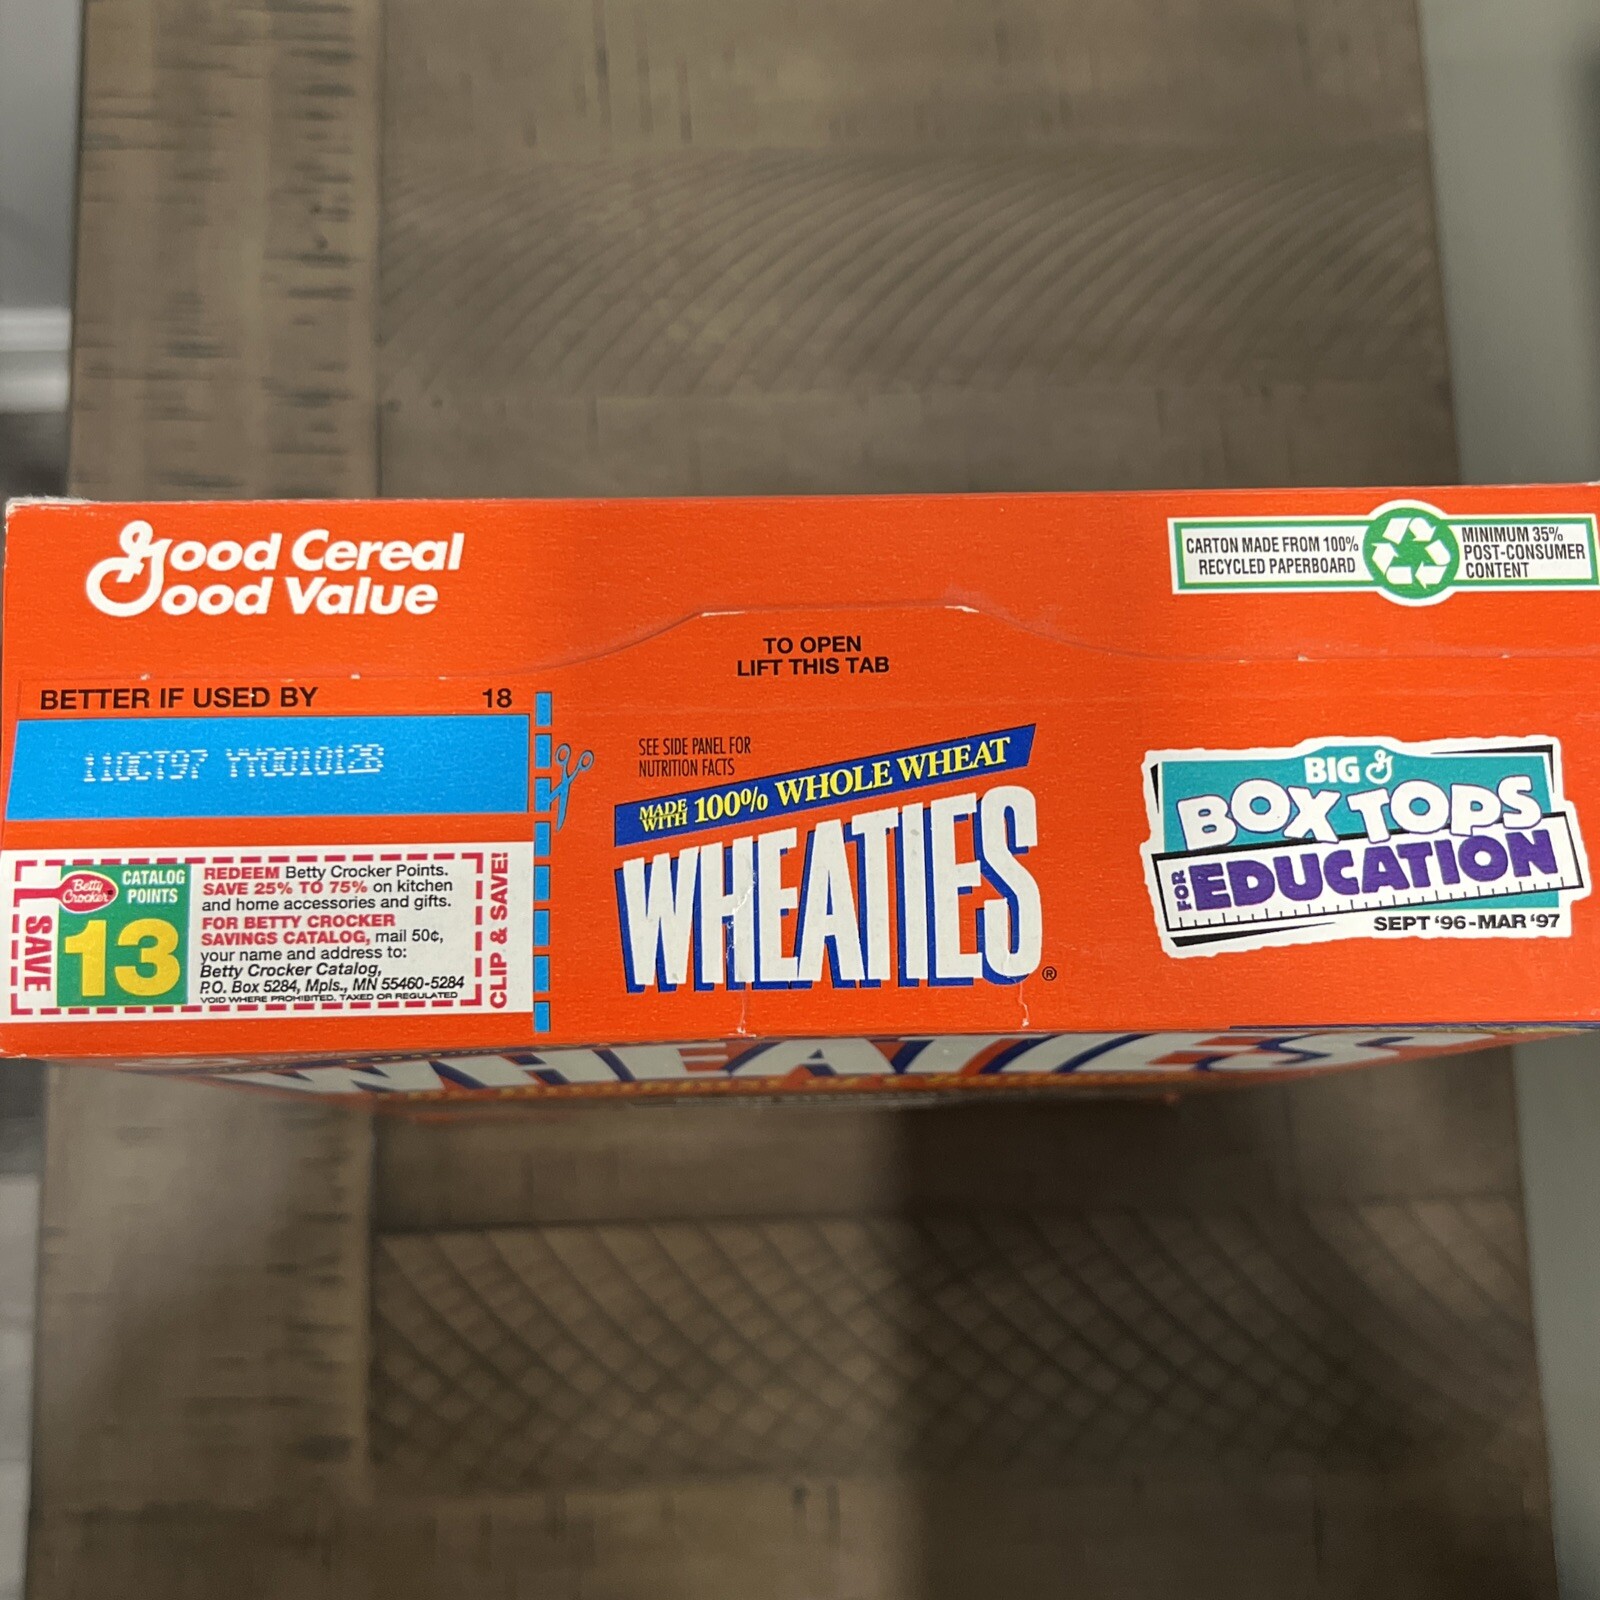 Good Cereal
Good Value
CARTON MADE FROM 100%
RECYCLED PAPERBOARD
MINIMUM 35%
POST-CONSUMER
CONTENT
TO OPEN
LIFT THIS TAB
BETTER IF USED BY 18
11OCT97 YY0010128
SEE SIDE PANEL FOR
NUTRITION FACTS
MADE WITH 100% WHOLE WHEAT
WHEATIES®
BIG G
BOX TOPS
FOR EDUCATION
SEPT '96-MAR '97
SAVE
Betty Crocker®
CATALOG
POINTS
13
REDEEM Betty Crocker Points.
SAVE 25% TO 75% on kitchen
and home accessories and gifts.
FOR BETTY CROCKER
SAVINGS CATALOG, mail 50¢,
your name and address to:
Betty Crocker Catalog,
P.O. Box 5284, Mpls., MN 55460-5284
VOID WHERE PROHIBITED, TAXED OR REGULATED
CLIP & SAVE!
WHEATIES